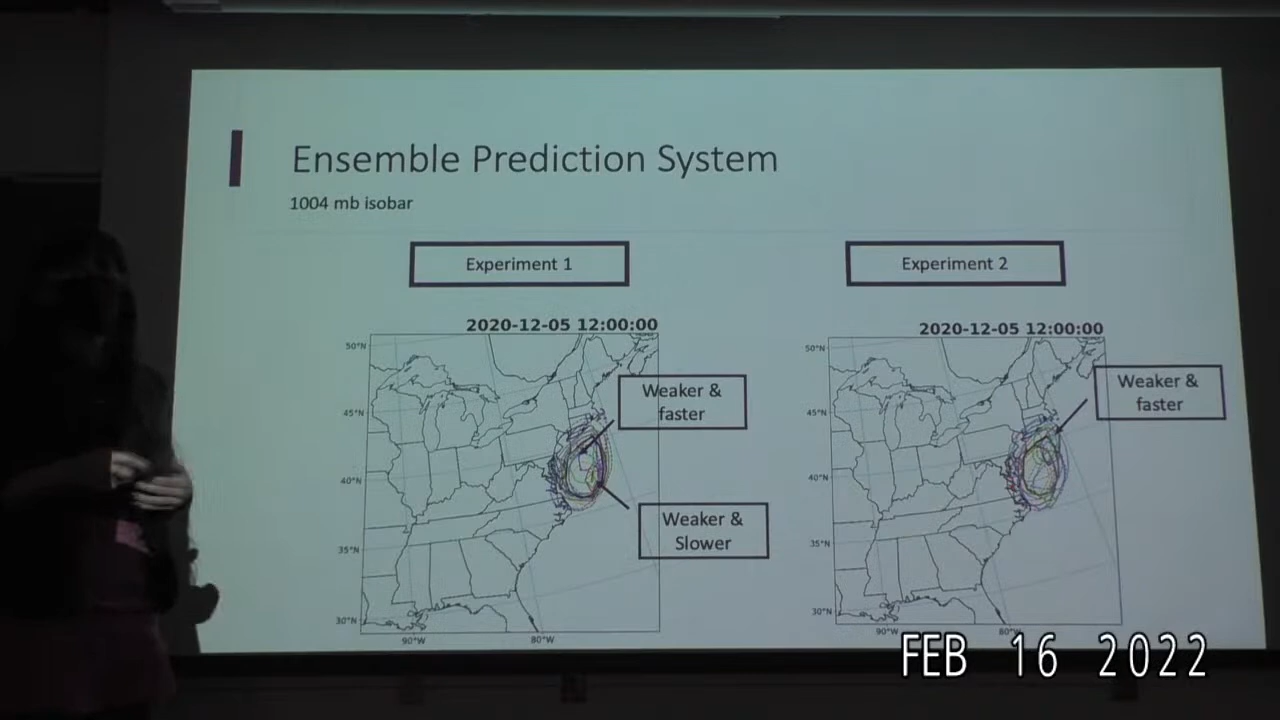 Ensemble Prediction System
1004 mb isobar
Experiment 1
Experiment 2
2020-12-05 12:00:00
2020-12-05 12:00:00
50°N
45°N
40°N
35°N
30°N
90°W
80°W
Weaker &
faster
Weaker &
Slower
50°N
45°N
40°N
35°N
30°N
90°W
80°W
Weaker &
faster
FEB 16 2022